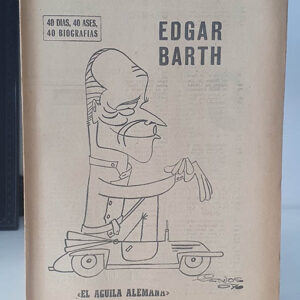 40 DIAS, 40 ASES,
40 BIOGRAFIAS
EDGAR
BARTH
«EL AGUILA ALEMANA»